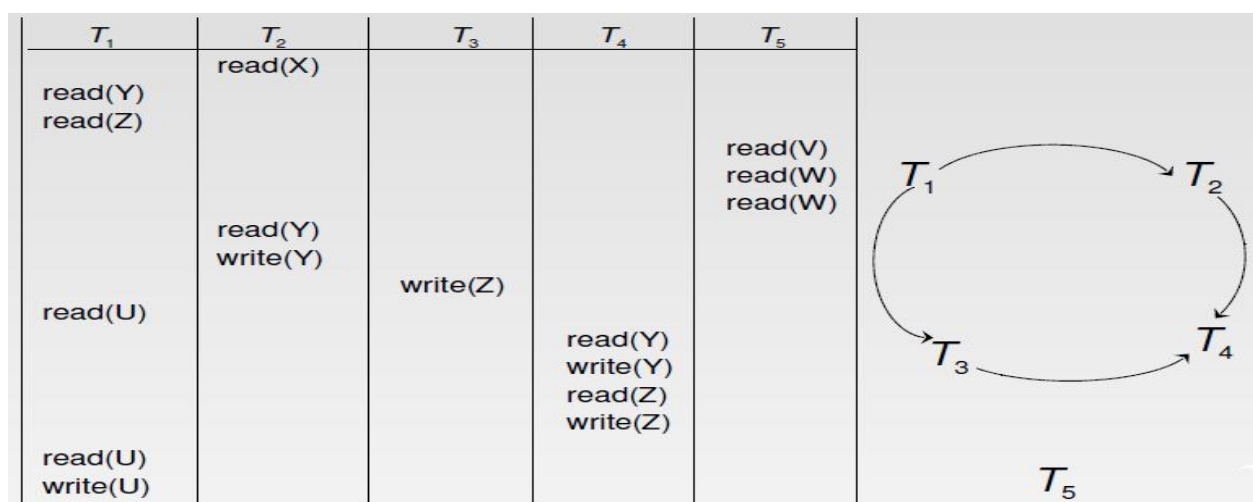 T₁ T₂ T₃ T₄ T₅
read(X)
read(Y)
read(Z)
read(V)
T₁ read(W) T₂
read(W)
read(Y)
write(Y)
write(Z)
read(U)
read(Y)
write(Y) T₃ T₄
read(Z)
write(Z)
read(U)
write(U) T₅